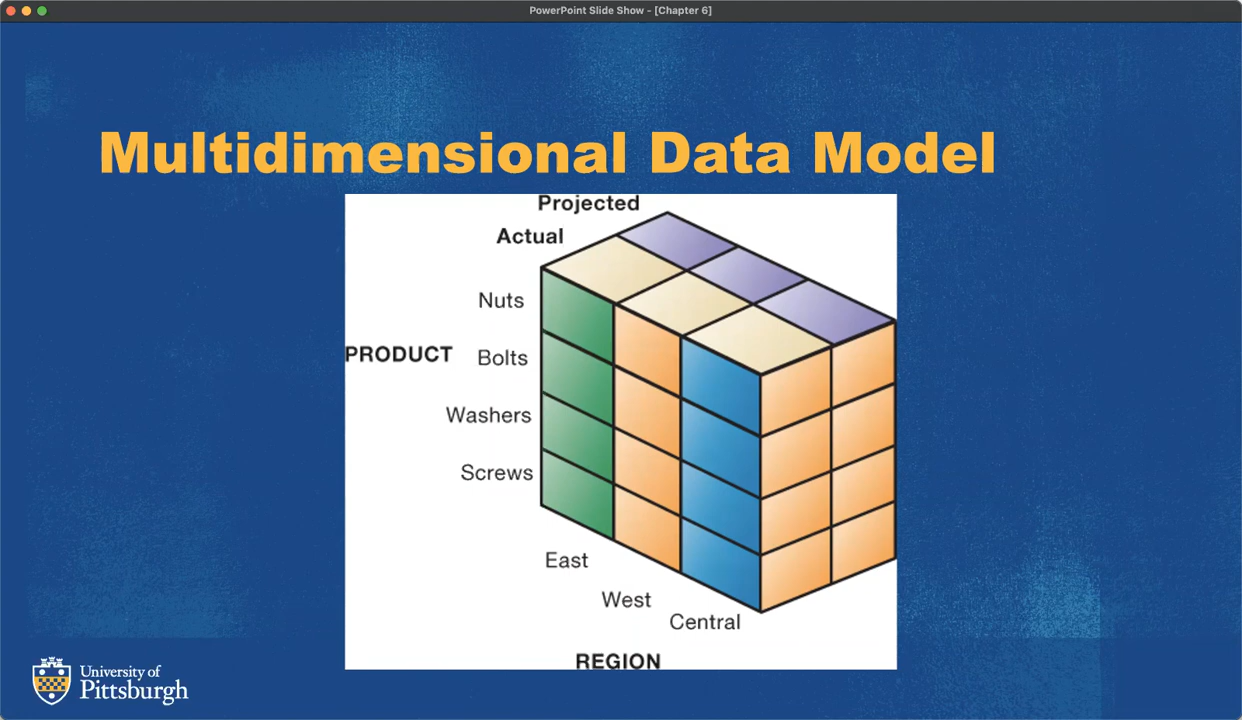 PowerPoint Slide Show - [Chapter 6]
Multidimensional Data Model
Projected
Actual
Nuts
PRODUCT
Bolts
Washers
Screws
East
West
Central
REGION
University of
Pittsburgh